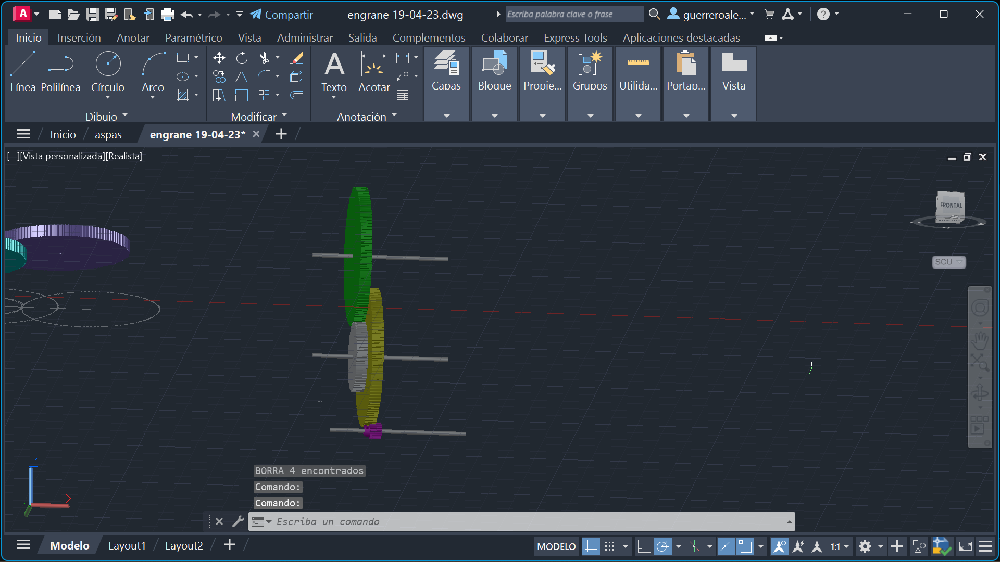 A
Compartir
engrane 19-04-23.dwg
Escriba palabra clave o frase
guerreroale...
Inicio
Inserción
Anotar
Paramétrico
Vista
Administrar
Salida
Complementos
Colaborar
Express Tools
Aplicaciones destacadas
Línea
Polilínea
Círculo
Arco
Texto
Acotar
Capas
Bloque
Propie...
Grupos
Utilida...
Portap...
Vista
Dibujo
Modificar
Anotación
Inicio
aspas
engrane 19-04-23*
[−][Vista personalizada][Realista]
FRONTAL
SCU
Z
X
BORRA 4 encontrados
Comando:
Comando:
Escriba un comando
Modelo
Layout1
Layout2
MODELO
1:1